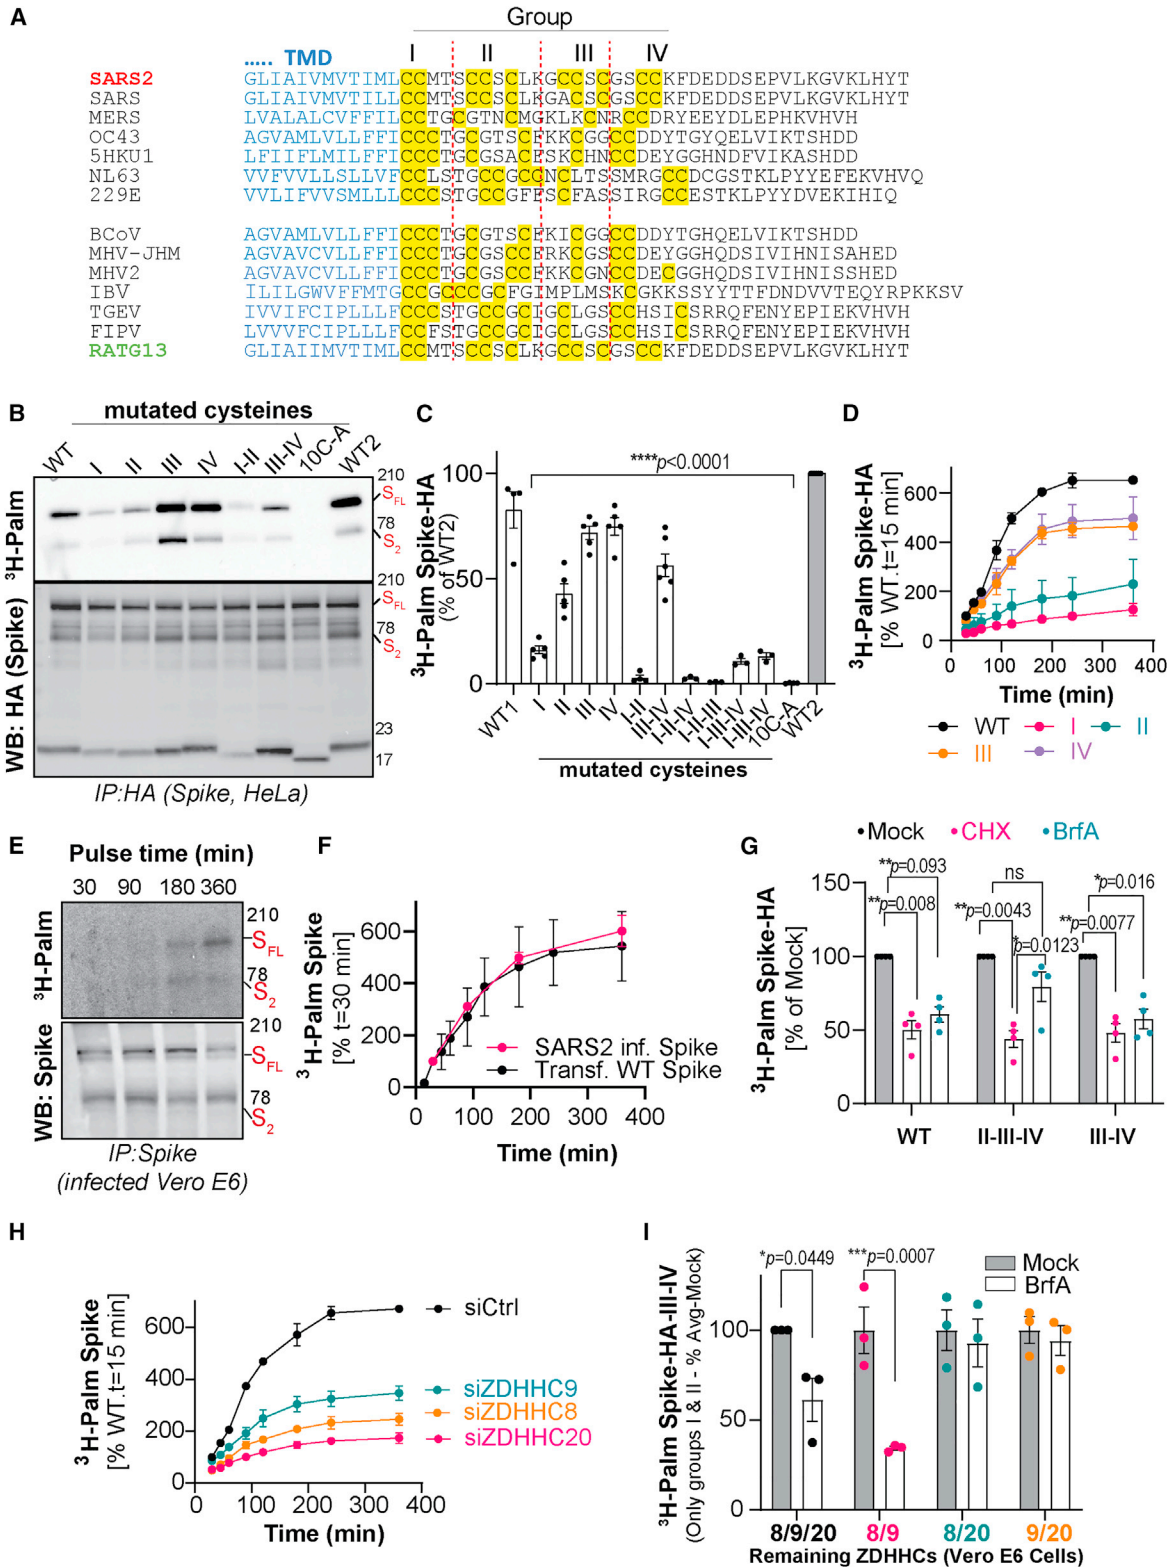 A
Group
..... TMD I II III IV
SARS2 GLIAIVMVTIMLCCMTSCCSCLKGCCSCGSCCKFDEDDSEPVLKGVKLHYT
SARS GLIAIVMVTILLCCMTSCCSCLKGACSCGSCCKFDEDDSEPVLKGVKLHYT
MERS LVALALCVFFILCCTGCGTNCMGKLKCNRCCDRYEEYDLEPHKVHVH
OC43 AGVAMLVLLFFICCCTGCGTSCFKKCGGCCDDYTGYQELVIKTSHDD
5HKU1 LFIIFLMILFFICCCTGCGSACFSKCHNCCDEYGGHNDFVIKASHDD
NL63 VVFVVLLSLLVFCCLSTGCCGCCNCLTSSMRGCCDCGSTKLPYYEFEKVHVQ
229E VVLIFVVSMLLLCCCSTGCCGFFSCFASSIRGCCESTKLPYYDVEKIHIQ
BCoV AGVAMLVLLFFICCCTGCGTSCFKICGGCCDDYTGHQELVIKTSHDD
MHV-JHM AGVAVCVLLFFICCCTGCGSCCFRKCGSCCDEYGGHQDSIVIHNISAHED
MHV2 AGVAVCVLLFFICCCTGCGSCCFKKCGNCCDECGGHQDSIVIHNISSHED
IBV ILILGWVFFMTGCCGCCCGCFGIMPLMSKCGKKSSYYTTFDNDVVTEQYRPKKSV
TGEV IVVIFCIPLLLFCCCSTGCCGCIGCLGSCCHSICSRRQFENYEPIEKVHVH
FIPV LVVVFCIPLLLFCCFSTGCCGCIGCLGSCCHSICSRRQFENYEPIEKVHVH
RATG13 GLIAIIMVTIMLCCMTSCCSCLKGCCSCGSCCKFDEDDSEPVLKGVKLHYT
B
mutated cysteines
WT I II III IV I-II III-IV 10C-A WT2
³H-Palm
210
SFL
78
S2
WB: HA (Spike)
210
SFL
78
S2
23
17
IP:HA (Spike, HeLa)
C
³H-Palm Spike-HA
(% of WT2)
100
50
0
****p<0.0001
WT1 I II III IV I-II III-IV I-II-IV I-II-III II-III-IV I-III-IV 10C-A WT2
mutated cysteines
D
³H-Palm Spike-HA
[% WT.t=15 min]
600
400
200
0
0 100 200 300 400
Time (min)
WT I II
III IV
E
Pulse time (min)
30 90 180 360
³H-Palm
210
SFL
78
S2
WB: Spike
210
SFL
78
S2
IP:Spike
(infected Vero E6)
F
³H-Palm Spike
[% t=30 min]
600
400
200
0
SARS2 inf. Spike
Transf. WT Spike
0 100 200 300 400
Time (min)
G
Mock CHX BrfA
³H-Palm Spike-HA
[% of Mock]
150
100
50
0
**p=0.093
**p=0.008
ns
**p=0.0043
*p=0.0123
*p=0.016
**p=0.0077
WT II-III-IV III-IV
H
³H-Palm Spike
[% WT.t=15 min]
600
400
200
0
siCtrl
siZDHHC9
siZDHHC8
siZDHHC20
0 100 200 300 400
Time (min)
I
³H-Palm Spike-HA-III-IV
(Only groups I & II - % Avg-Mock)
100
50
0
*p=0.0449
***p=0.0007
Mock
BrfA
8/9/20 8/9 8/20 9/20
Remaining ZDHHCs (Vero E6 Cells)